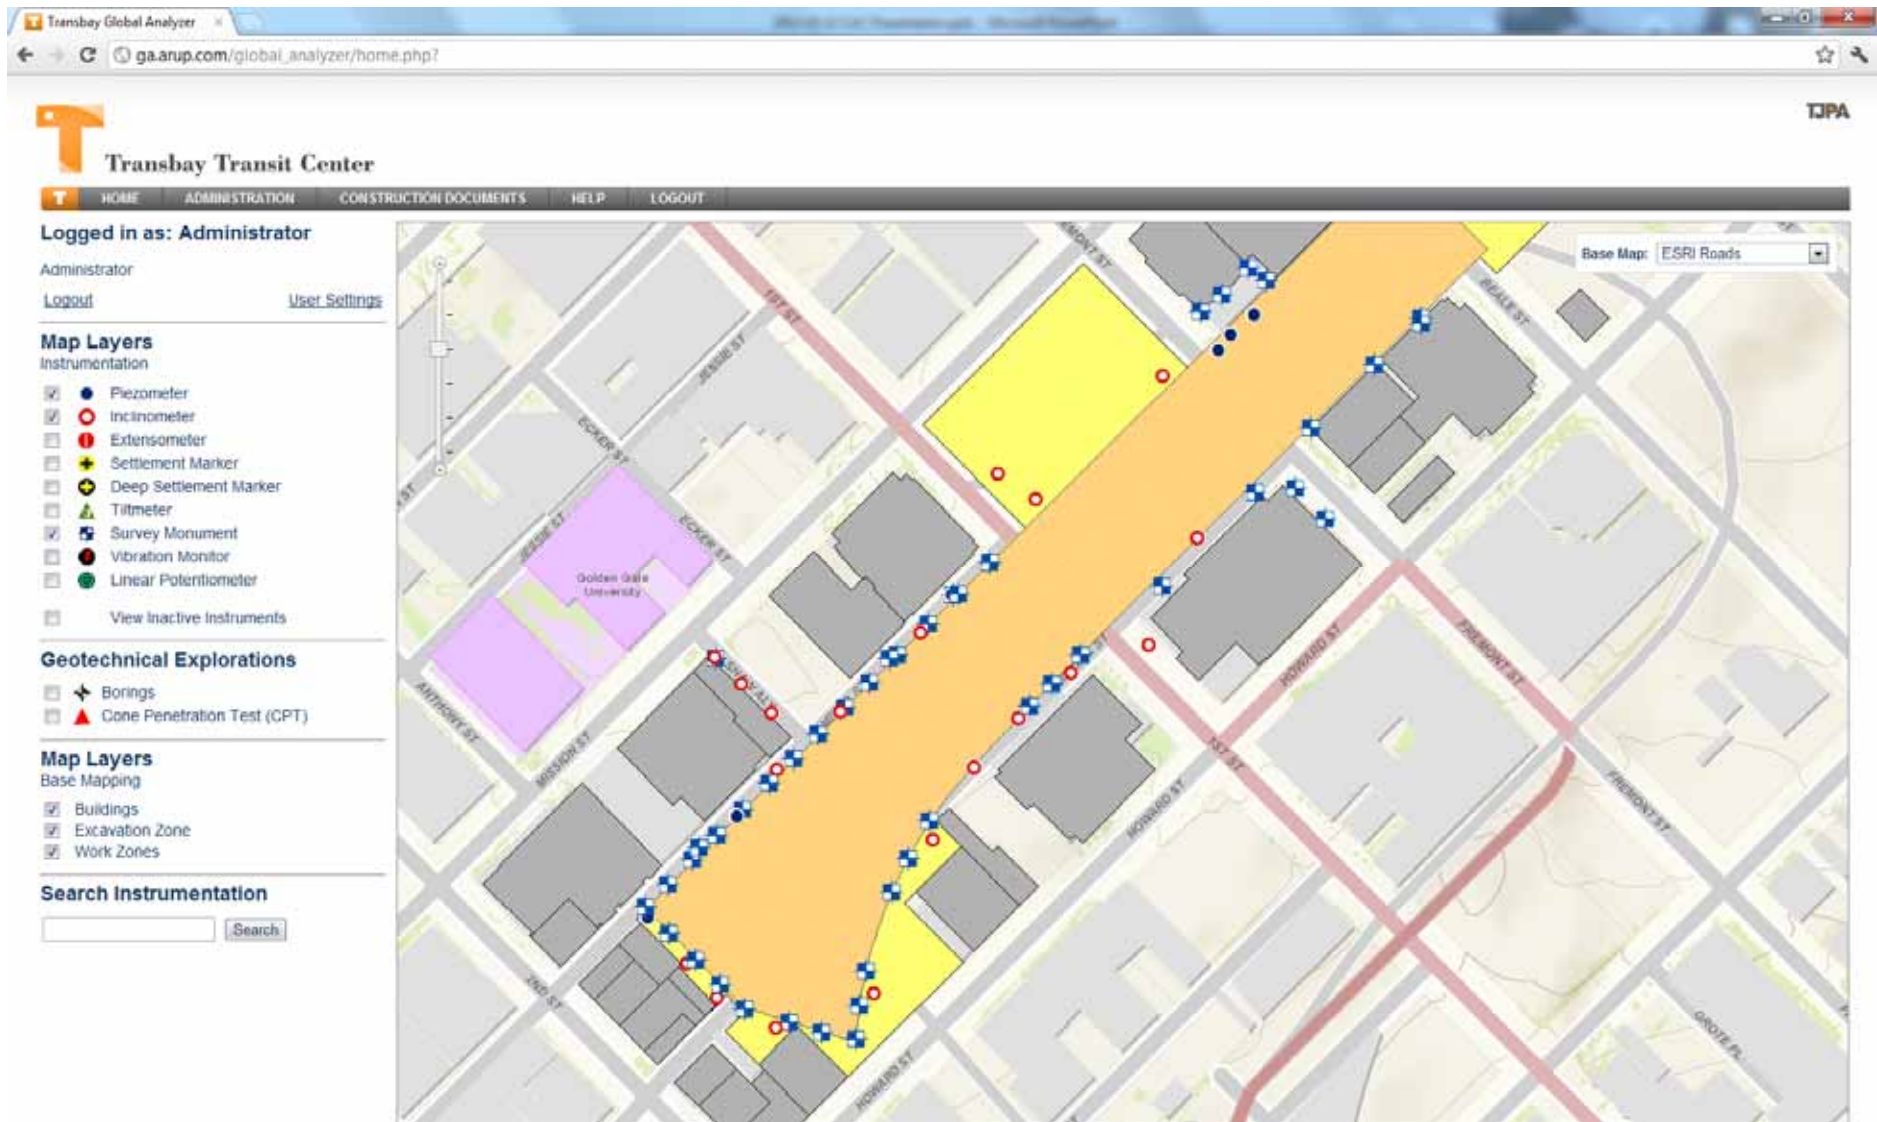 Transbay Global Analyzer
ga.arup.com/global_analyzer/home.php?
TJPA
Transbay Transit Center
HOME ADMINISTRATION CONSTRUCTION DOCUMENTS HELP LOGOUT
Logged in as: Administrator
Administrator
Logout User Settings
Map Layers
Instrumentation
Piezometer
Inclinometer
Extensometer
Settlement Marker
Deep Settlement Marker
Tiltmeter
Survey Monument
Vibration Monitor
Linear Potentiometer
View Inactive Instruments
Geotechnical Explorations
Borings
Cone Penetration Test (CPT)
Map Layers
Base Mapping
Buildings
Excavation Zone
Work Zones
Search Instrumentation
Search
Base Map: ESRI Roads
BEALE ST
1ST ST
JESSIE ST
ECKER ST
JESSIE ST
ECKER ST
Golden Gate
University
ANTHONY ST
MISSION ST
HOWARD ST
FREMONT ST
1ST ST
HOWARD ST
FREMONT ST
2ND ST
HOWARD ST
GROTE PL